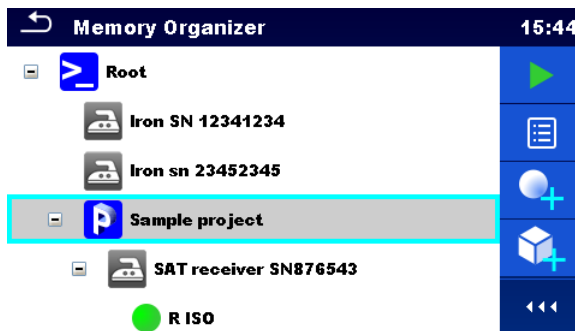 Memory Organizer 15:44
Root
Iron SN 12341234
Iron sn 23452345
Sample project
SAT receiver SN876543
R ISO